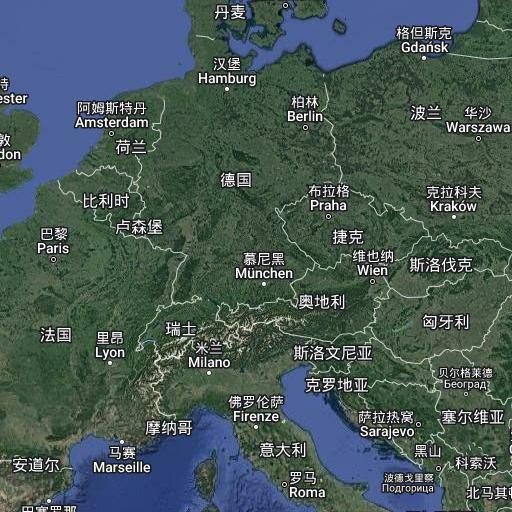 丹麦
格但斯克
Gdańsk
汉堡
Hamburg
阿姆斯特丹
Amsterdam
柏林
Berlin
波兰
华沙
Warszawa
荷兰
德国
比利时
布拉格
Praha
克拉科夫
Kraków
卢森堡
巴黎
Paris
捷克
慕尼黑
München
维也纳
Wien
斯洛伐克
奥地利
法国
里昂
Lyon
瑞士
匈牙利
米兰
Milano
斯洛文尼亚
克罗地亚
贝尔格莱德
Београд
佛罗伦萨
Firenze
萨拉热窝
Sarajevo
塞尔维亚
摩纳哥
马赛
Marseille
意大利
黑山
科索沃
安道尔
罗马
Roma
波德戈里察
Подгорица
北马其顿